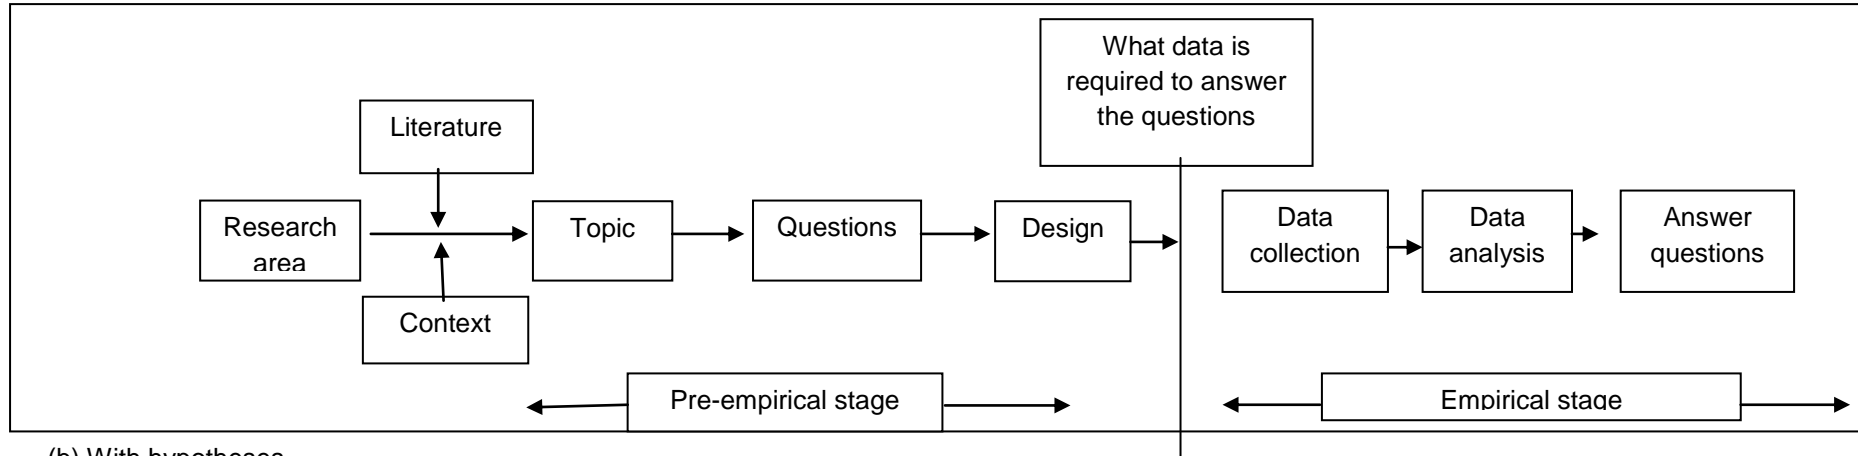 What data is
required to answer
the questions
Literature
Research
area
Topic
Questions
Design
Data
collection
Data
analysis
Answer
questions
Context
Pre-empirical stage
Empirical stage
(b) With hypotheses